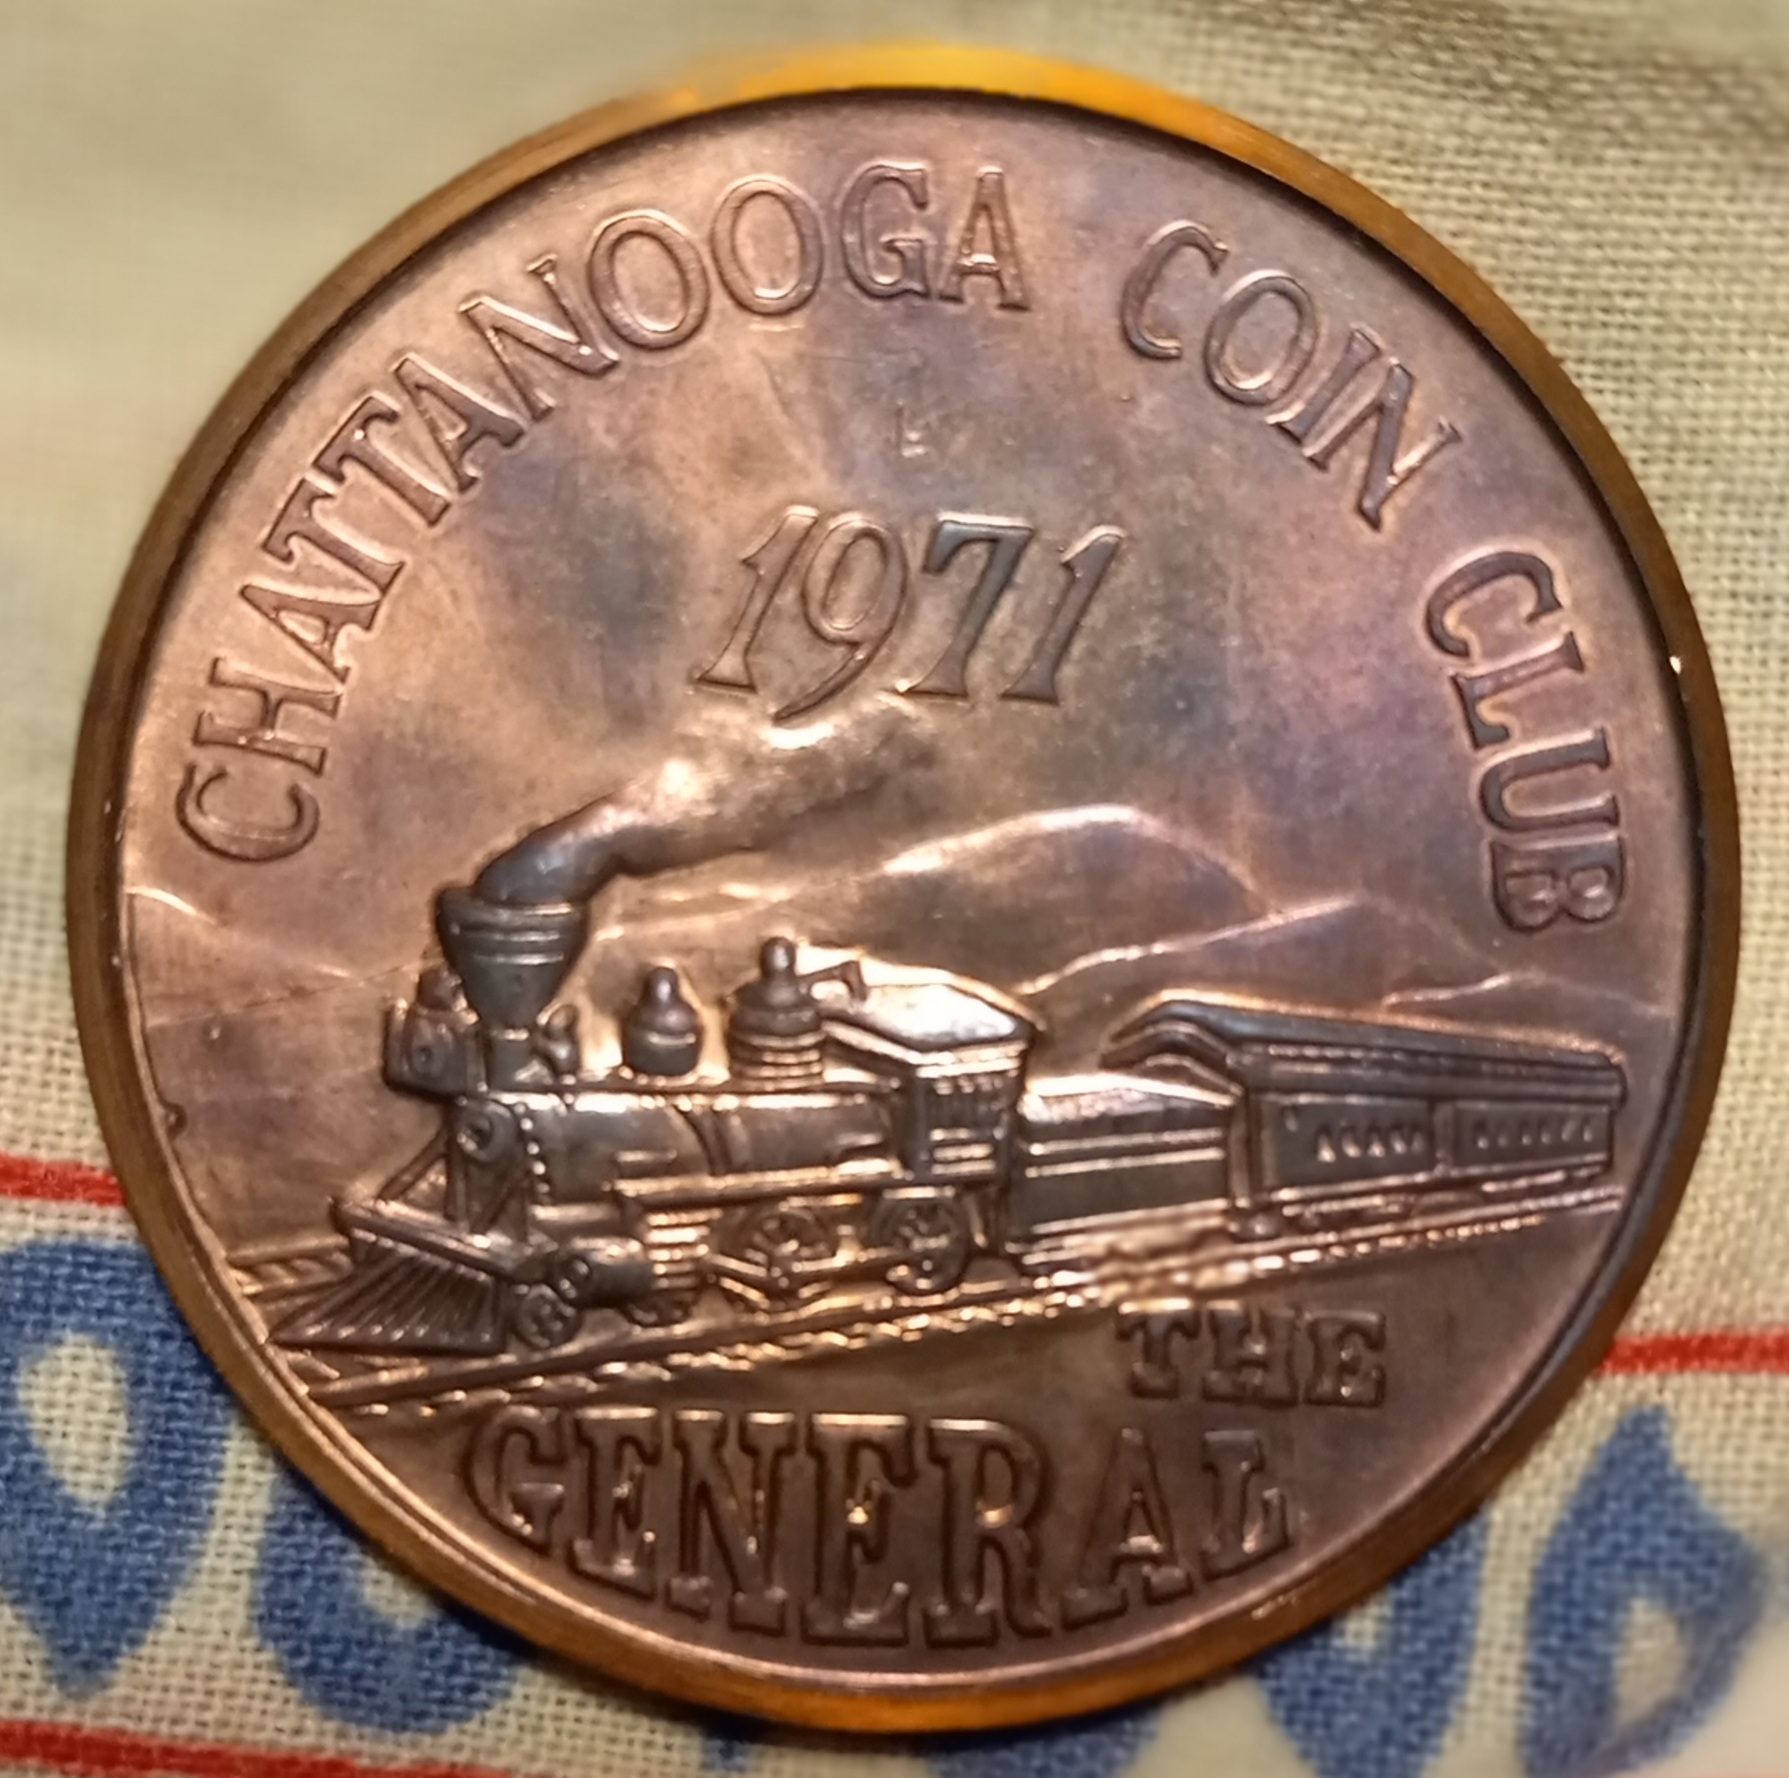 CHATTANOOGA COIN CLUB
1971
THE
GENERAL